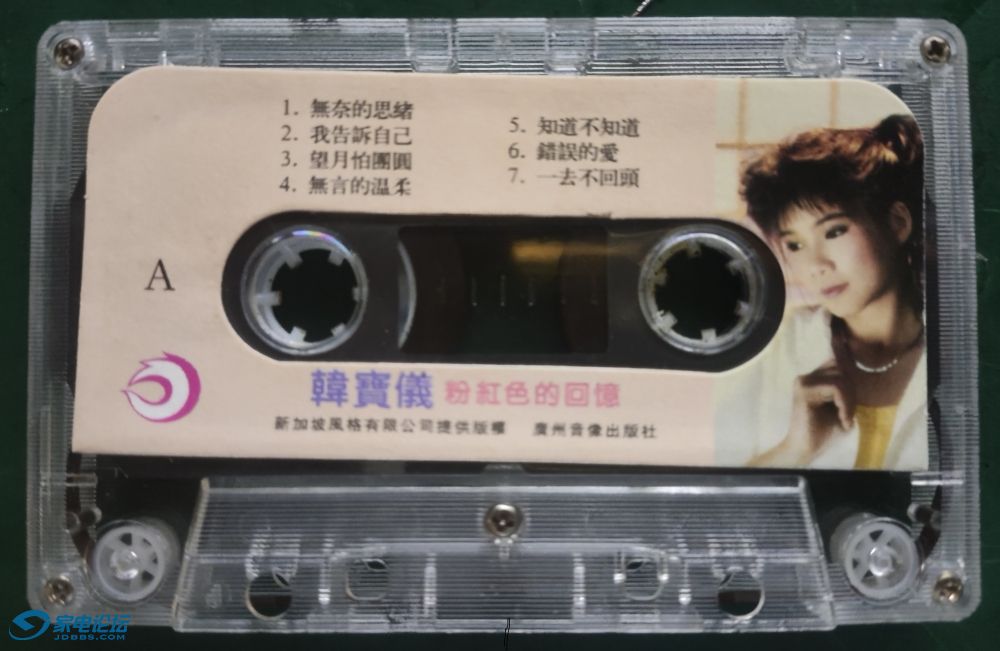 1. 無奈的思緒
2. 我告訴自己
3. 望月怕團圓
4. 無言的温柔
5. 知道不知道
6. 錯誤的愛
7. 一去不回頭
A
韓寶儀 粉紅色的回憶
新加坡風格有限公司提供版權 廣州音像出版社
家电论坛
JDBBS.COM